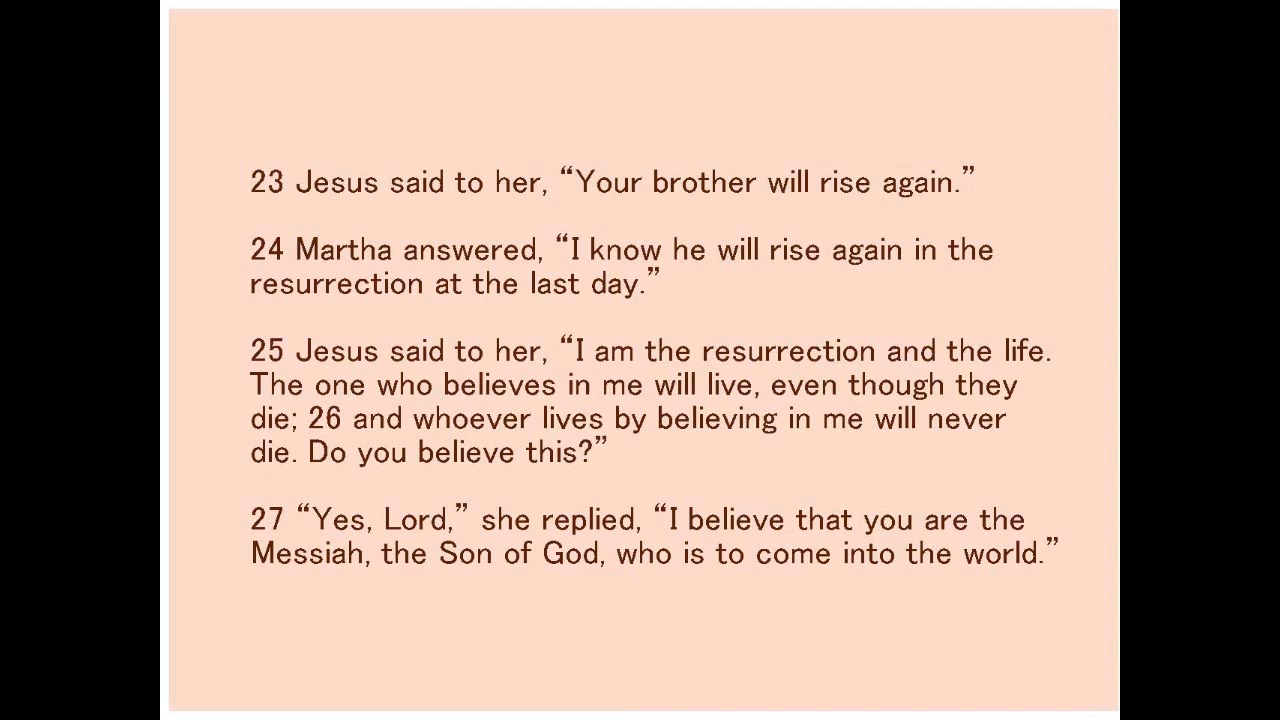 23 Jesus said to her, “Your brother will rise again.”
24 Martha answered, “I know he will rise again in the
resurrection at the last day.”
25 Jesus said to her, “I am the resurrection and the life.
The one who believes in me will live, even though they
die; 26 and whoever lives by believing in me will never
die. Do you believe this?”
27 “Yes, Lord,” she replied, “I believe that you are the
Messiah, the Son of God, who is to come into the world.”